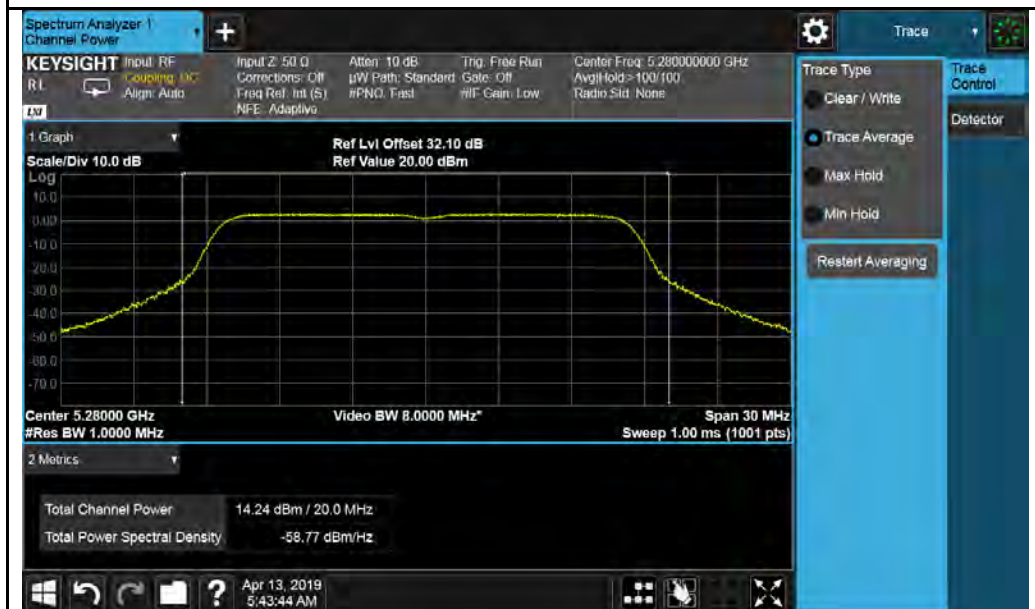 Spectrum Analyzer 1
Channel Power
+
Trace
KEYSIGHT
Input: RF
Coupling: DC
Align: Auto
Input Z: 50 Ω
Corrections: Off
Freq Ref: Int (S)
NFE: Adaptive
Atten: 10 dB
µW Path: Standard
#PNO: Fast
Trig: Free Run
Gate: Off
#IF Gain: Low
Center Freq: 5.280000000 GHz
Avg|Hold>100/100
Radio Std: None
LXI
1 Graph
Scale/Div 10.0 dB
Ref Lvl Offset 32.10 dB
Ref Value 20.00 dBm
Log
10.0
0.00
-10.0
-20.0
-30.0
-40.0
-50.0
-60.0
-70.0
Center 5.28000 GHz
#Res BW 1.0000 MHz
Video BW 8.0000 MHz*
Span 30 MHz
Sweep 1.00 ms (1001 pts)
2 Metrics
Total Channel Power 14.24 dBm / 20.0 MHz
Total Power Spectral Density -58.77 dBm/Hz
Trace Type
Clear / Write
Trace Average
Max Hold
Min Hold
Restart Averaging
Trace
Control
Detector
?
Apr 13, 2019
5:43:44 AM